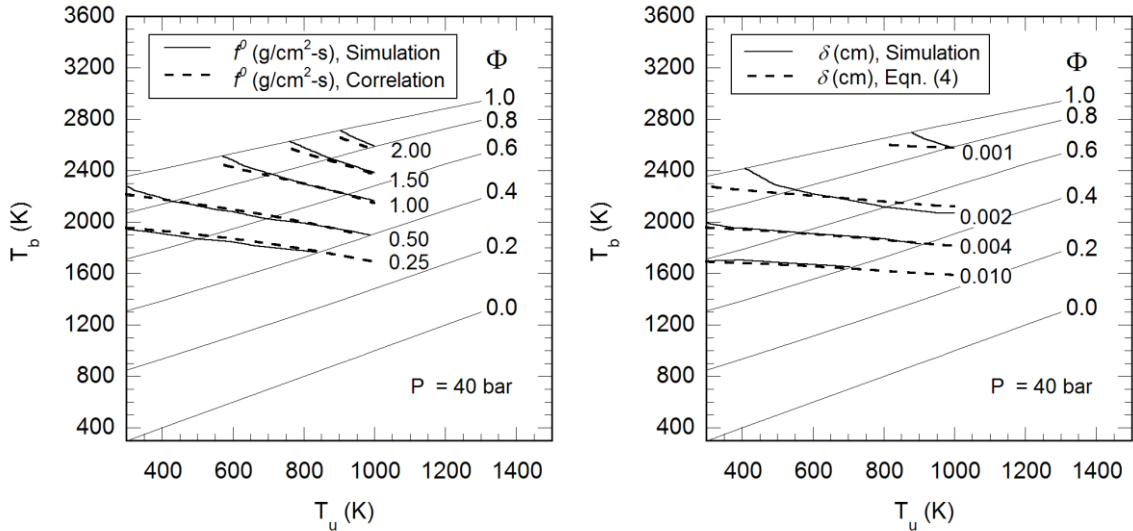 3600
3200
2800
2400
2000
1600
1200
800
400
T_b (K)
f⁰ (g/cm²-s), Simulation
f⁰ (g/cm²-s), Correlation
Φ
1.0
0.8
0.6
0.4
0.2
0.0
2.00
1.50
1.00
0.50
0.25
P = 40 bar
400 600 800 1000 1200 1400
T_u (K)
3600
3200
2800
2400
2000
1600
1200
800
400
T_b (K)
δ (cm), Simulation
δ (cm), Eqn. (4)
Φ
1.0
0.8
0.6
0.4
0.2
0.0
0.001
0.002
0.004
0.010
P = 40 bar
400 600 800 1000 1200 1400
T_u (K)